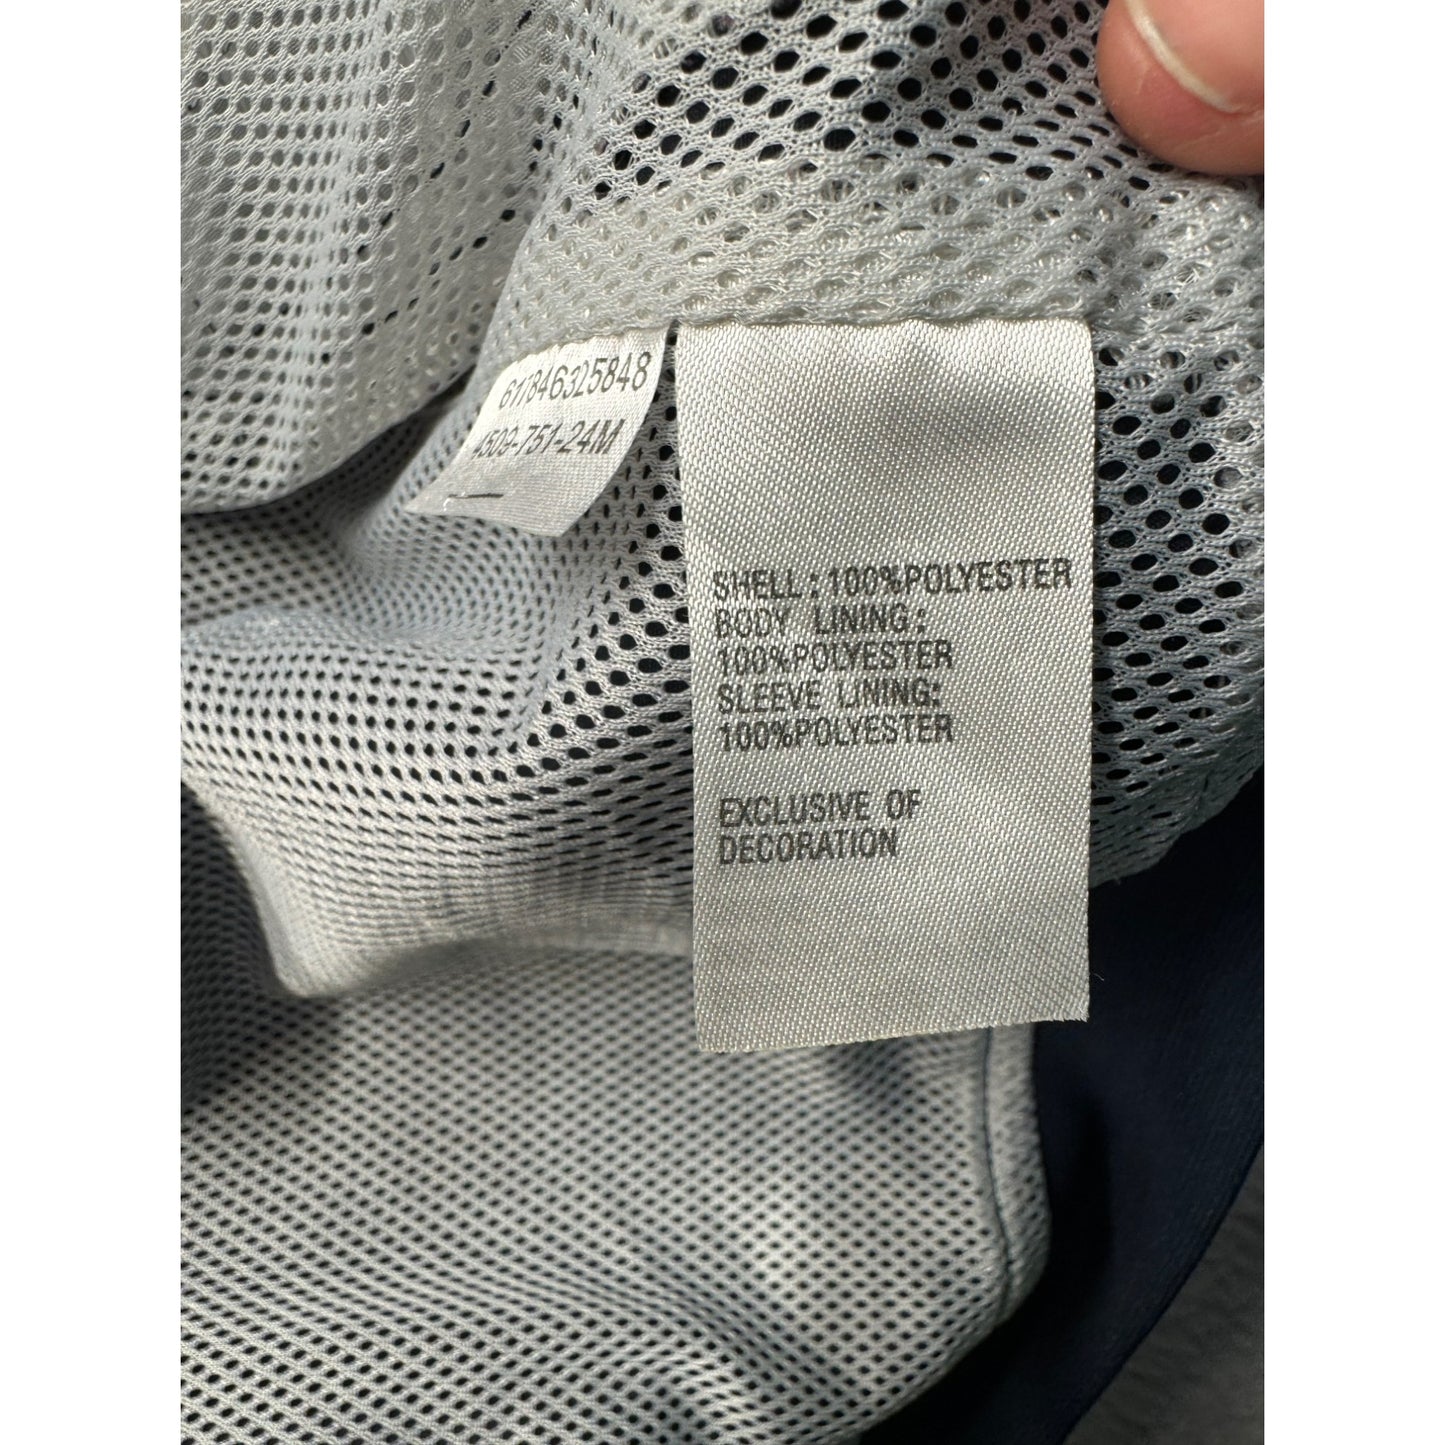 617846325848
4509-751-24M
SHELL : 100%POLYESTER
BODY LINING :
100%POLYESTER
SLEEVE LINING:
100%POLYESTER
EXCLUSIVE OF
DECORATION